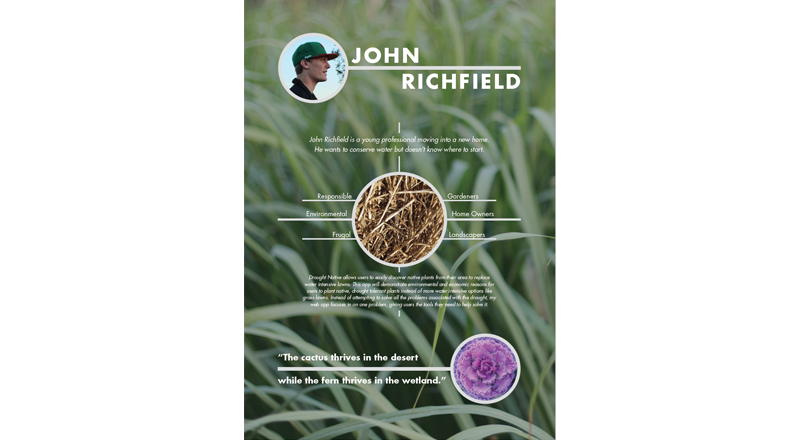 JOHN
RICHFIELD
John Richfield is a young professional moving into a new home.
He wants to conserve water but doesn't know where to start.
Responsible
Gardeners
Environmental
Home Owners
Frugal
Landscapers
Drought Native allows users to easily discover native plants from their area to replace
water intensive lawns. This app will demonstrate environmental and economic reasons for
users to plant native, drought tolerant plants instead of more water intensive options like
grass lawns. Instead of attempting to solve all the problems associated with the drought, my
web app focuses in on one problem, giving users the tools they need to help solve it.
“The cactus thrives in the desert
while the fern thrives in the wetland.”